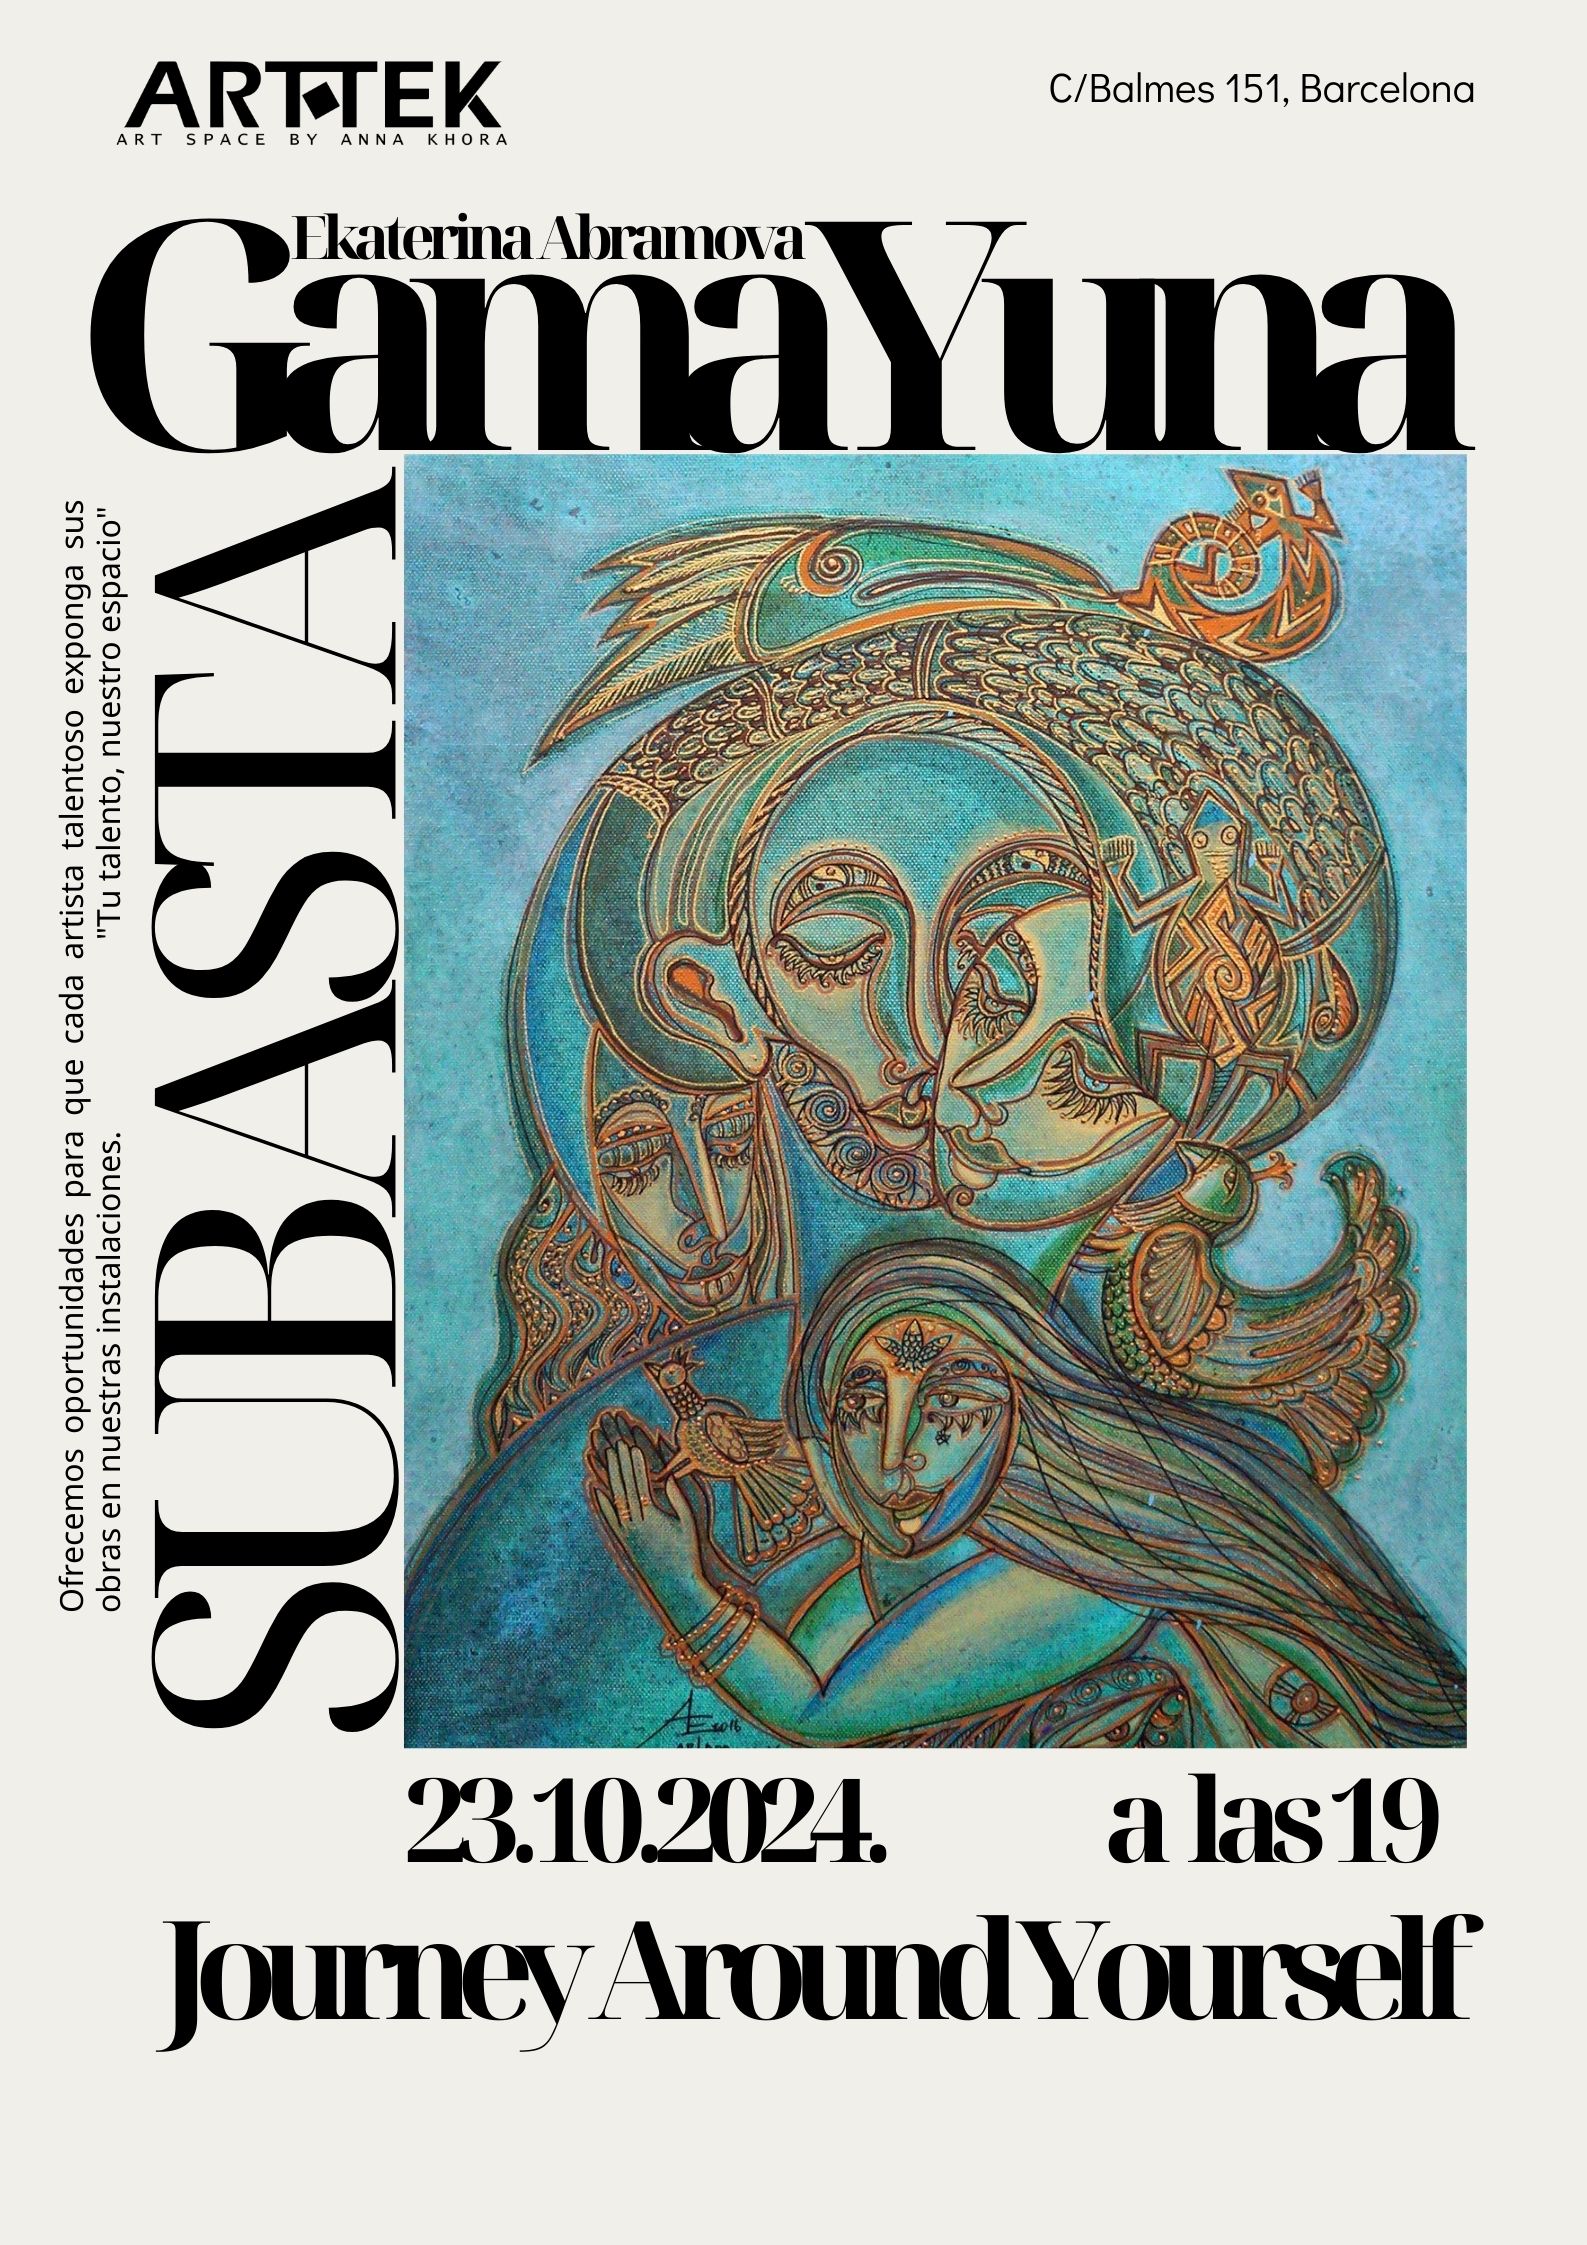 ARTTEK
ART SPACE BY ANNA KHORA
C/Balmes 151, Barcelona
Ekaterina Abramova
GamaYuna
Ofrecemos oportunidades para que cada artista talentoso exponga sus
obras en nuestras instalaciones. "Tu talento, nuestro espacio"
SUBASTA
AE 2016
23.10.2024. a las 19
Journey Around Yourself